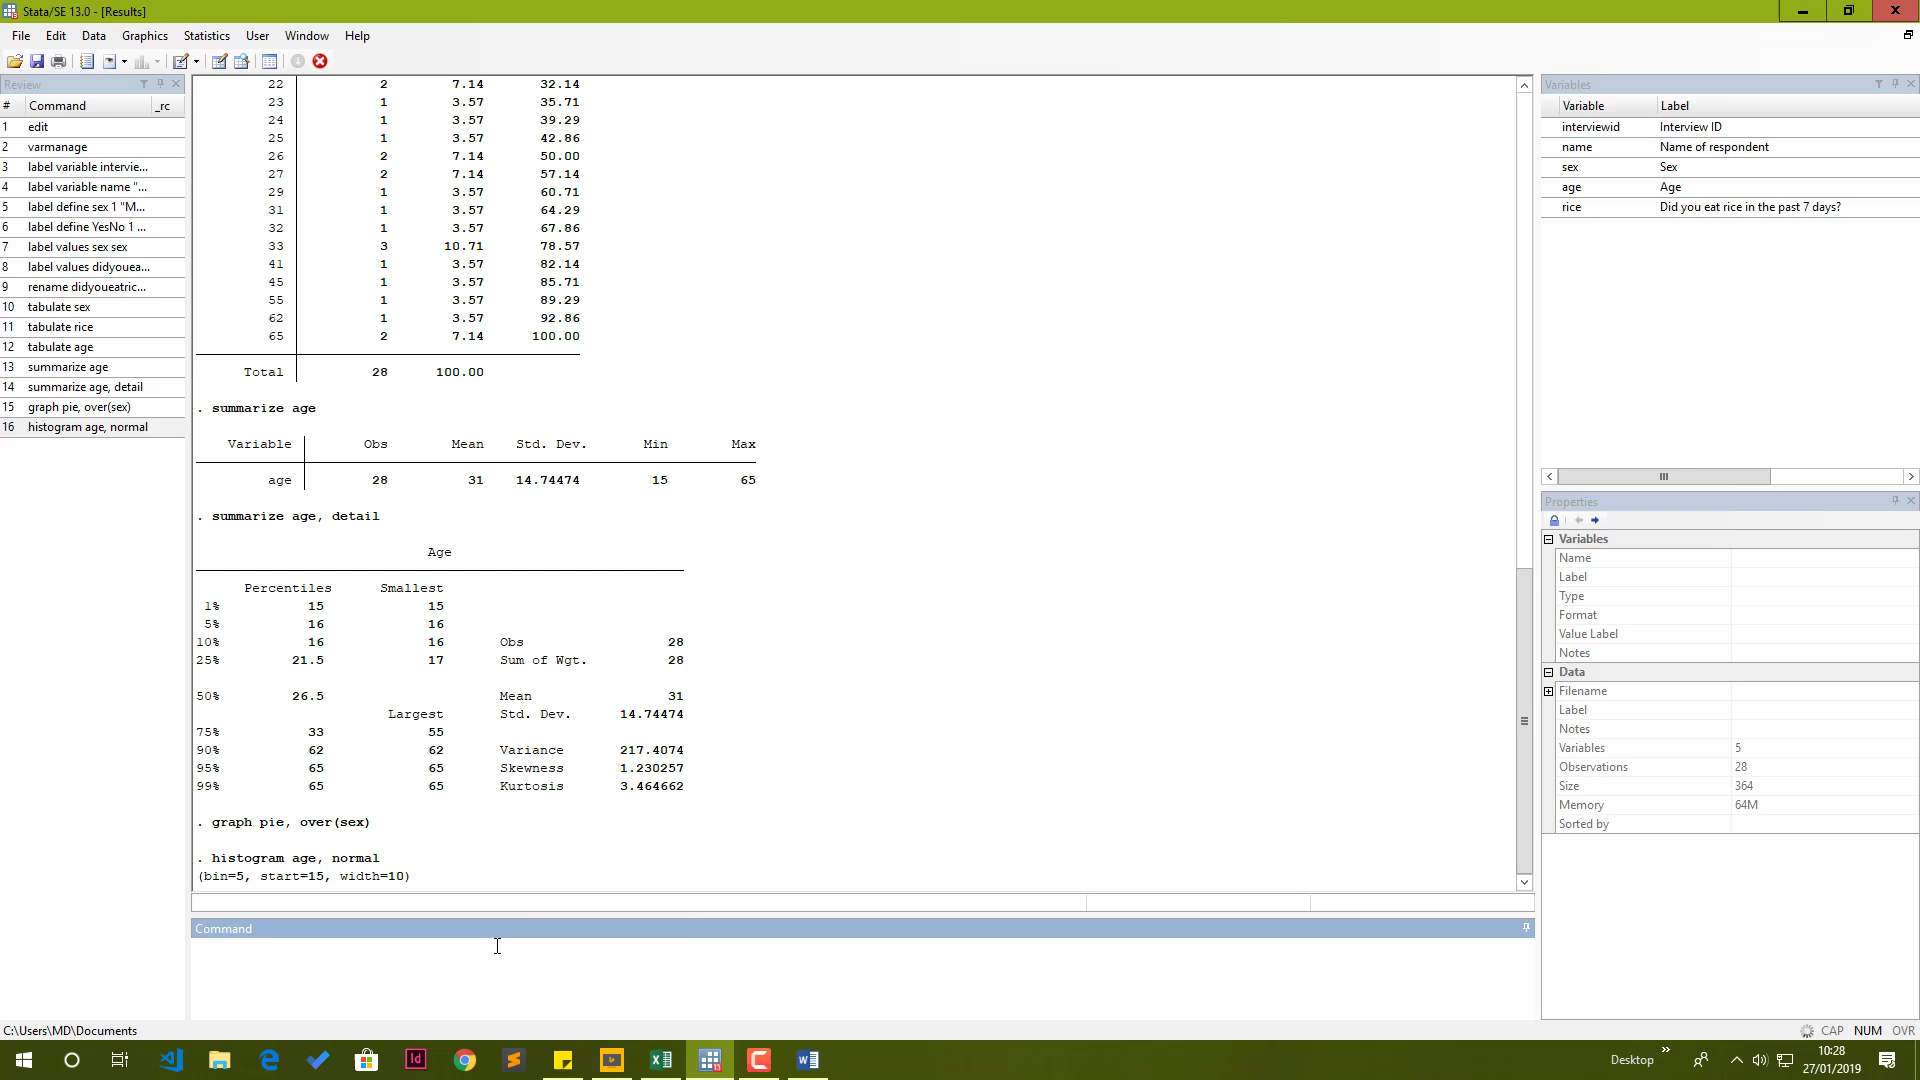 Stata/SE 13.0 - [Results]
File Edit Data Graphics Statistics User Window Help
Review
# Command _rc
1 edit
2 varmanage
3 label variable intervie...
4 label variable name "...
5 label define sex 1 "M...
6 label define YesNo 1 ...
7 label values sex sex
8 label values didyouea...
9 rename didyoueatric...
10 tabulate sex
11 tabulate rice
12 tabulate age
13 summarize age
14 summarize age, detail
15 graph pie, over(sex)
16 histogram age, normal
22 2 7.14 32.14
23 1 3.57 35.71
24 1 3.57 39.29
25 1 3.57 42.86
26 2 7.14 50.00
27 2 7.14 57.14
29 1 3.57 60.71
31 1 3.57 64.29
32 1 3.57 67.86
33 3 10.71 78.57
41 1 3.57 82.14
45 1 3.57 85.71
55 1 3.57 89.29
62 1 3.57 92.86
65 2 7.14 100.00
Total 28 100.00
. summarize age
Variable Obs Mean Std. Dev. Min Max
age 28 31 14.74474 15 65
. summarize age, detail
Age
Percentiles Smallest
1% 15 15
5% 16 16
10% 16 16 Obs 28
25% 21.5 17 Sum of Wgt. 28
50% 26.5 Mean 31
Largest Std. Dev. 14.74474
75% 33 55
90% 62 62 Variance 217.4074
95% 65 65 Skewness 1.230257
99% 65 65 Kurtosis 3.464662
. graph pie, over(sex)
. histogram age, normal
(bin=5, start=15, width=10)
Command
Variables
Variable Label
interviewid Interview ID
name Name of respondent
sex Sex
age Age
rice Did you eat rice in the past 7 days?
Properties
Variables
Name
Label
Type
Format
Value Label
Notes
Data
Filename
Label
Notes
Variables 5
Observations 28
Size 364
Memory 64M
Sorted by
C:\Users\MD\Documents
CAP NUM OVR
Id
Desktop
10:28
27/01/2019